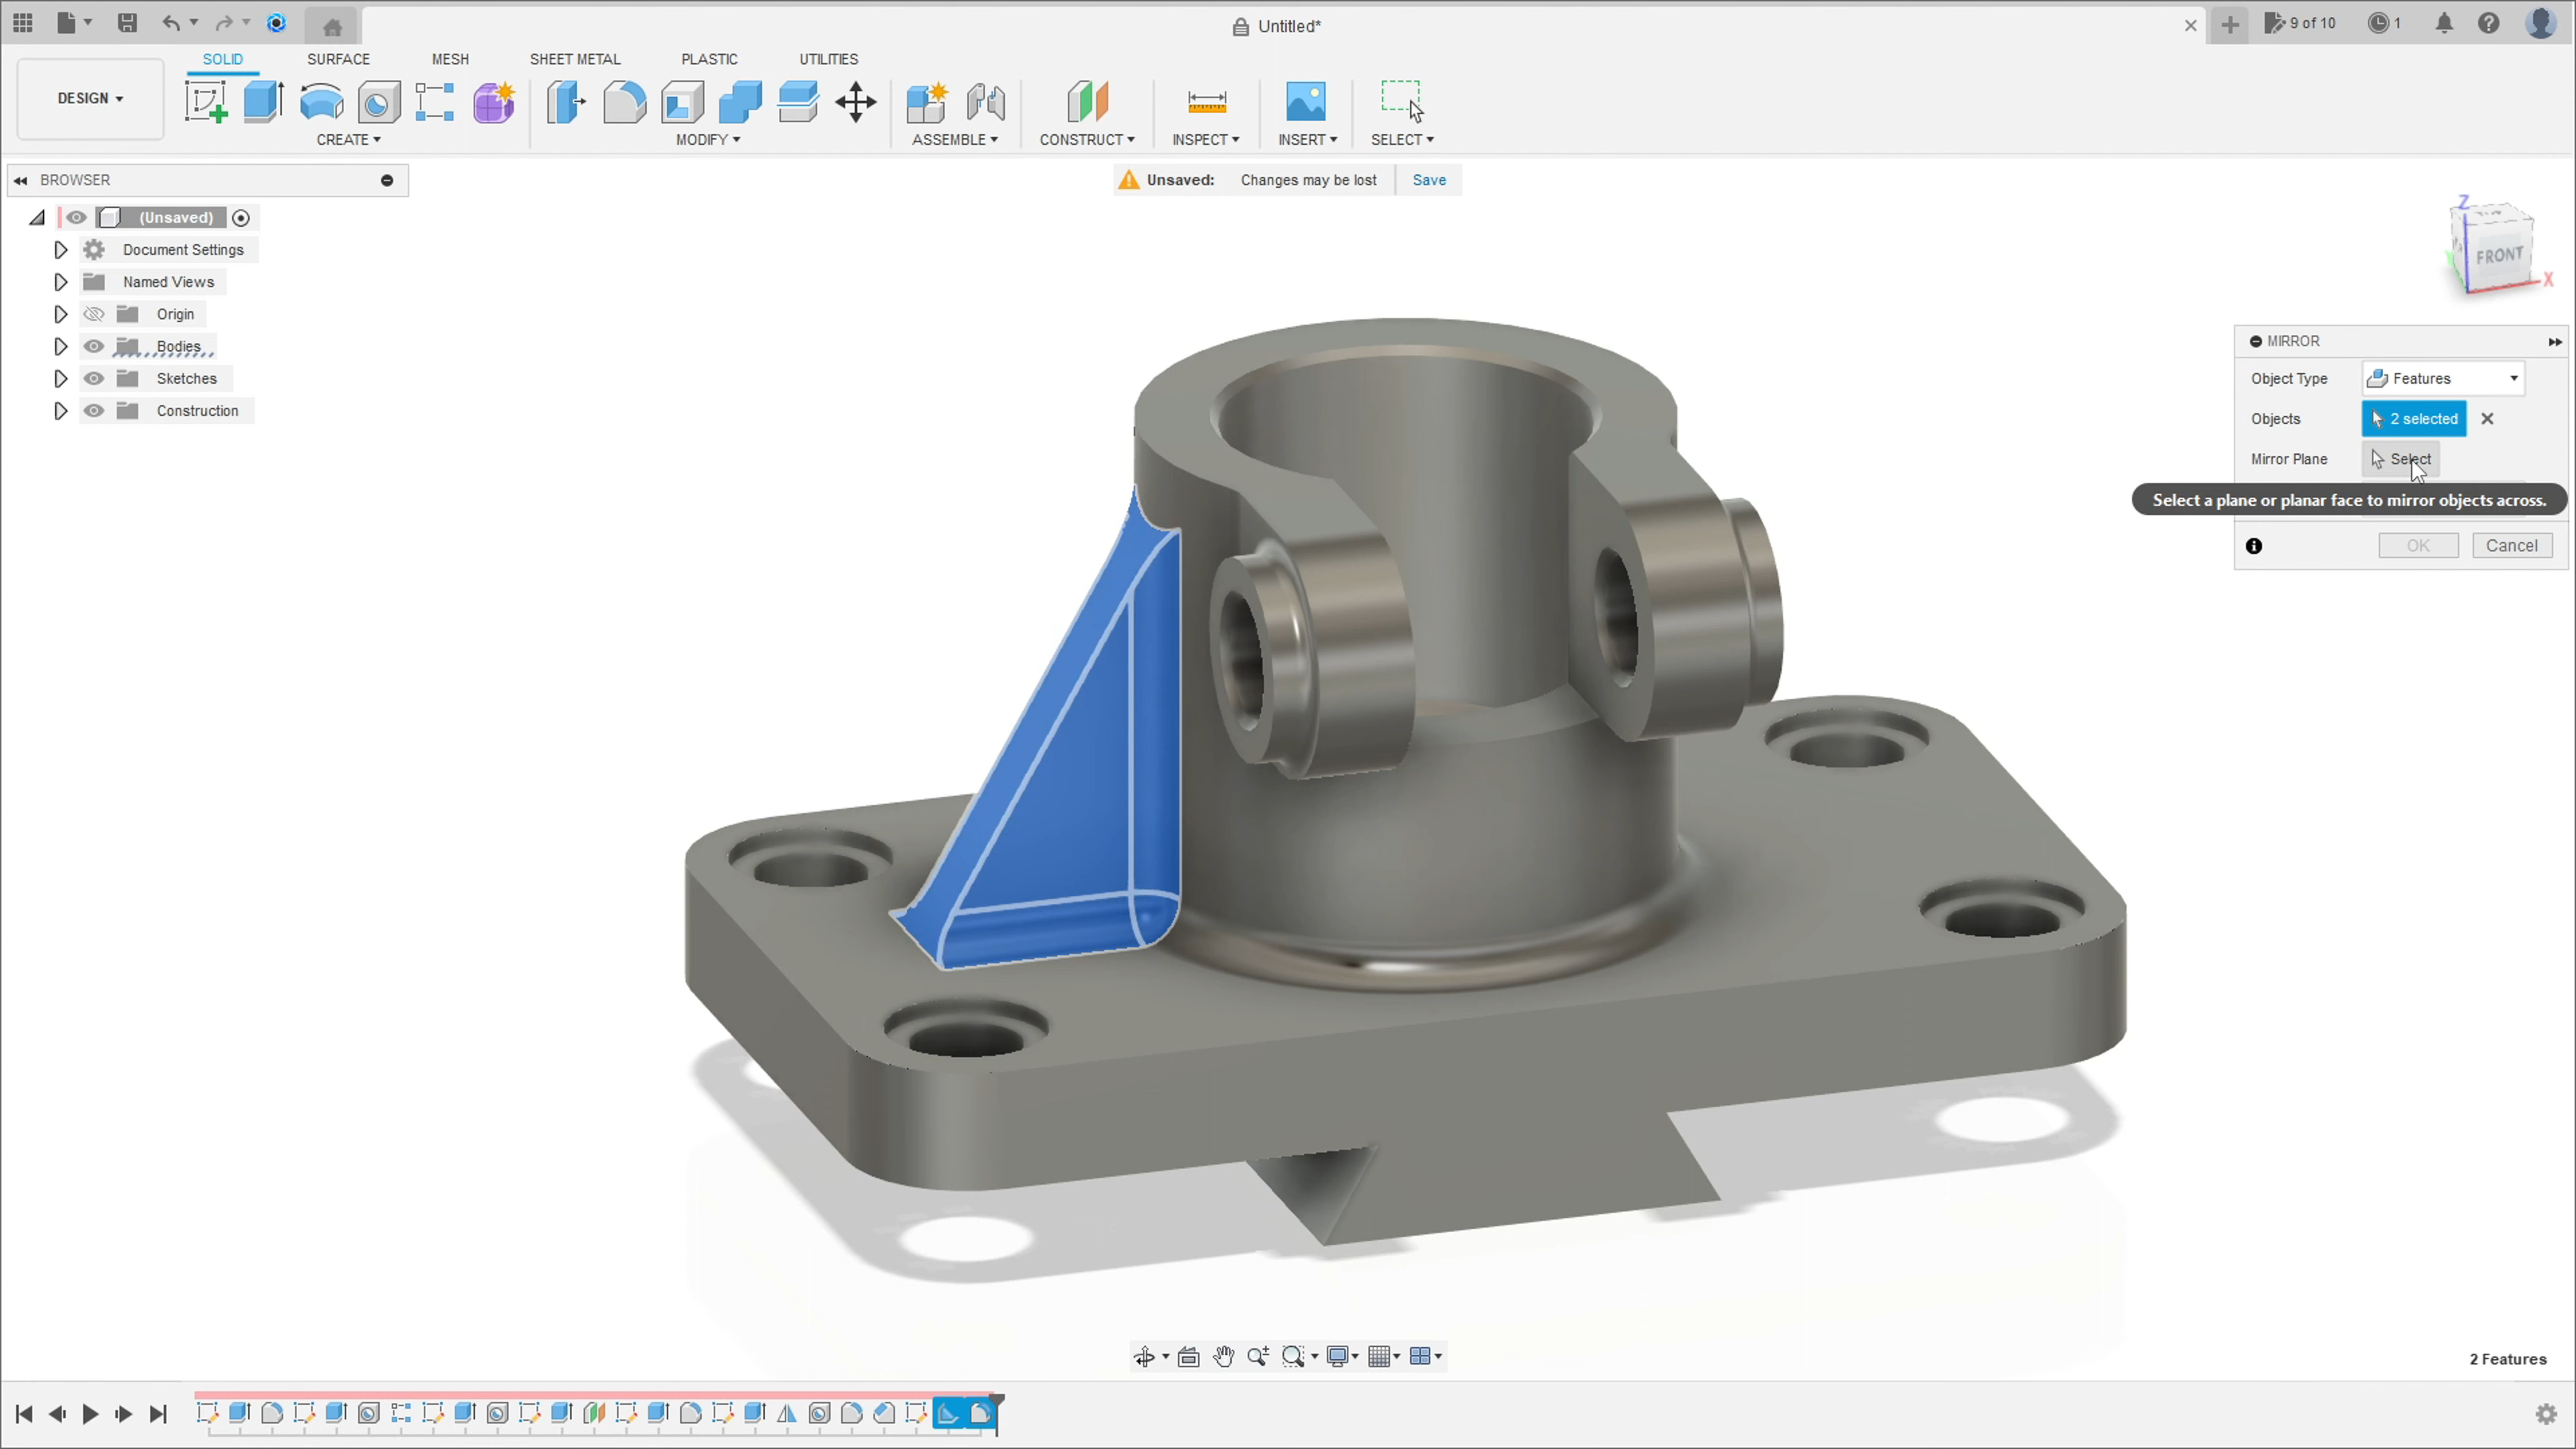 Untitled*
9 of 10
1
SOLID
SURFACE
MESH
SHEET METAL
PLASTIC
UTILITIES
DESIGN
CREATE
MODIFY
ASSEMBLE
CONSTRUCT
INSPECT
INSERT
SELECT
BROWSER
Unsaved: Changes may be lost Save
(Unsaved)
Document Settings
Named Views
Origin
Bodies
Sketches
Construction
Z
FRONT
X
MIRROR
Object Type Features
Objects 2 selected
Mirror Plane Select
Select a plane or planar face to mirror objects across.
OK Cancel
2 Features